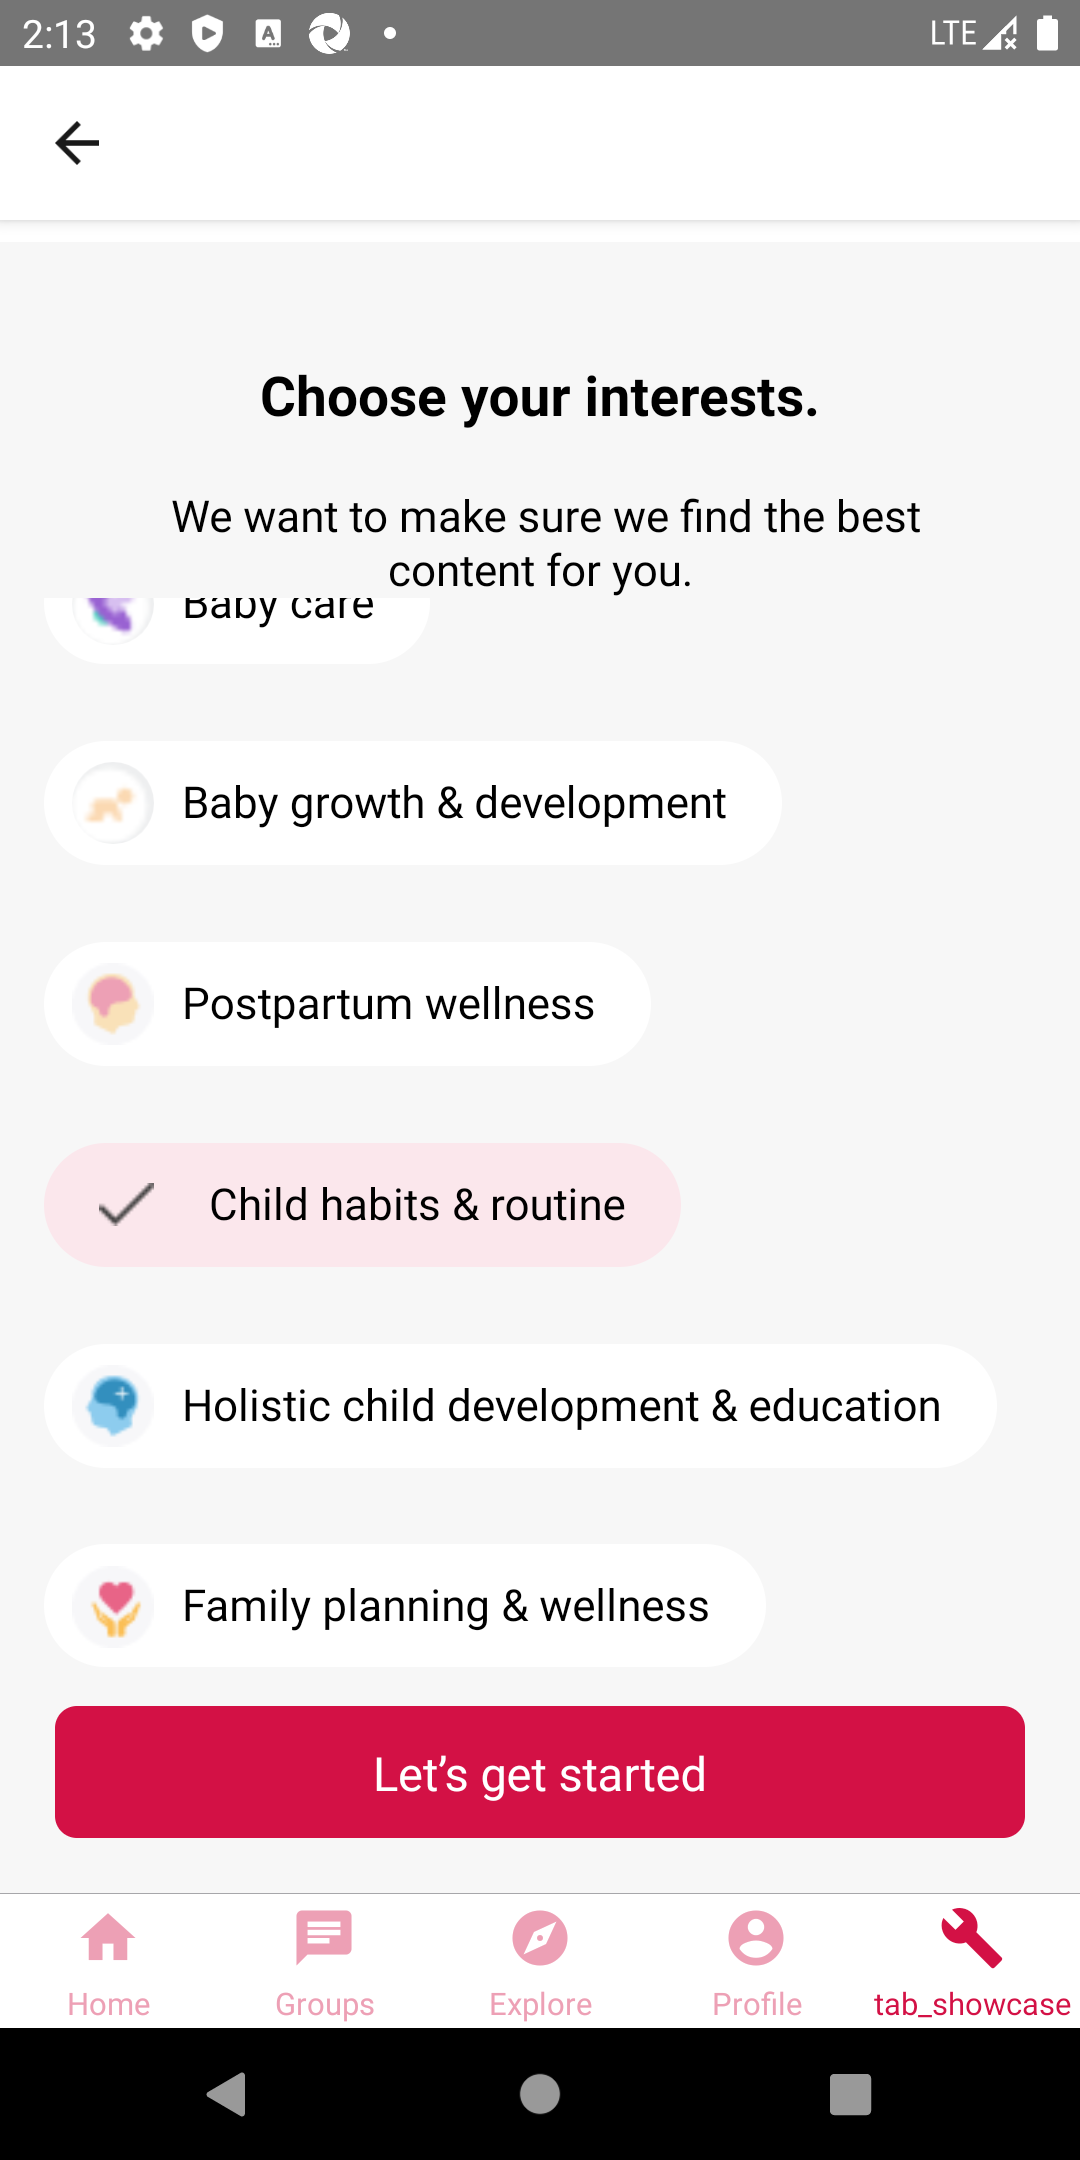 2:13
LTE
Choose your interests.
We want to make sure we find the best
content for you.
Baby care
Baby growth & development
Postpartum wellness
Child habits & routine
Holistic child development & education
Family planning & wellness
Let’s get started
Home Groups Explore Profile tab_showcase